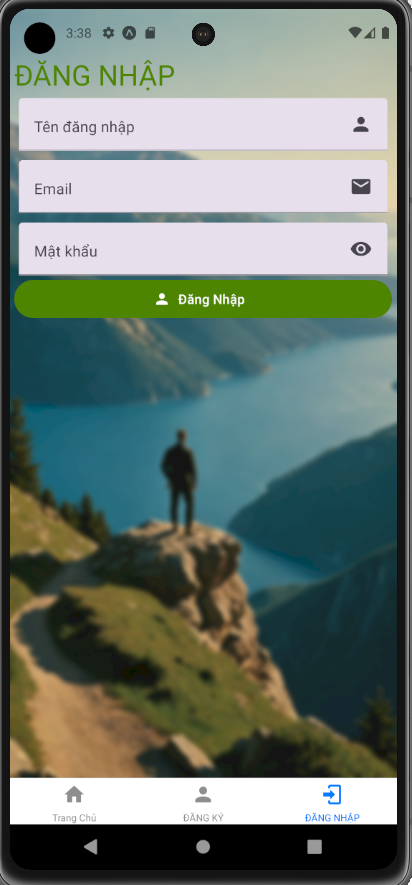 3:38
ĐĂNG NHẬP
Tên đăng nhập
Email
Mật khẩu
Đăng Nhập
Trang Chủ
ĐĂNG KÝ
ĐĂNG NHẬP